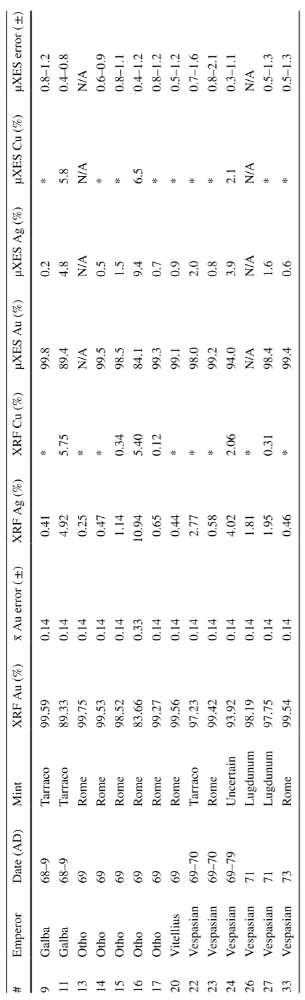 # Emperor Date (AD) Mint XRF Au (%) x̄ Au error (±) XRF Ag (%) XRF Cu (%) µXES Au (%) µXES Ag (%) µXES Cu (%) µXES error (±)
9 Galba 68–9 Tarraco 99.59 0.14 0.41 * 99.8 0.2 * 0.8–1.2
11 Galba 68–9 Tarraco 89.33 0.14 4.92 5.75 89.4 4.8 5.8 0.4–0.8
13 Otho 69 Rome 99.75 0.14 0.25 * N/A N/A N/A N/A
14 Otho 69 Rome 99.53 0.14 0.47 * 99.5 0.5 * 0.6–0.9
15 Otho 69 Rome 98.52 0.14 1.14 0.34 98.5 1.5 * 0.8–1.1
16 Otho 69 Rome 83.66 0.33 10.94 5.40 84.1 9.4 6.5 0.4–1.2
17 Otho 69 Rome 99.27 0.14 0.65 0.12 99.3 0.7 * 0.8–1.2
20 Vitellius 69 Rome 99.56 0.14 0.44 * 99.1 0.9 * 0.5–1.2
22 Vespasian 69–70 Tarraco 97.23 0.14 2.77 * 98.0 2.0 * 0.7–1.6
23 Vespasian 69–70 Rome 99.42 0.14 0.58 * 99.2 0.8 * 0.8–2.1
24 Vespasian 69–79 Uncertain 93.92 0.14 4.02 2.06 94.0 3.9 2.1 0.3–1.1
26 Vespasian 71 Lugdunum 98.19 0.14 1.81 * N/A N/A N/A N/A
27 Vespasian 71 Lugdunum 97.75 0.14 1.95 0.31 98.4 1.6 * 0.5–1.3
33 Vespasian 73 Rome 99.54 0.14 0.46 * 99.4 0.6 * 0.5–1.3